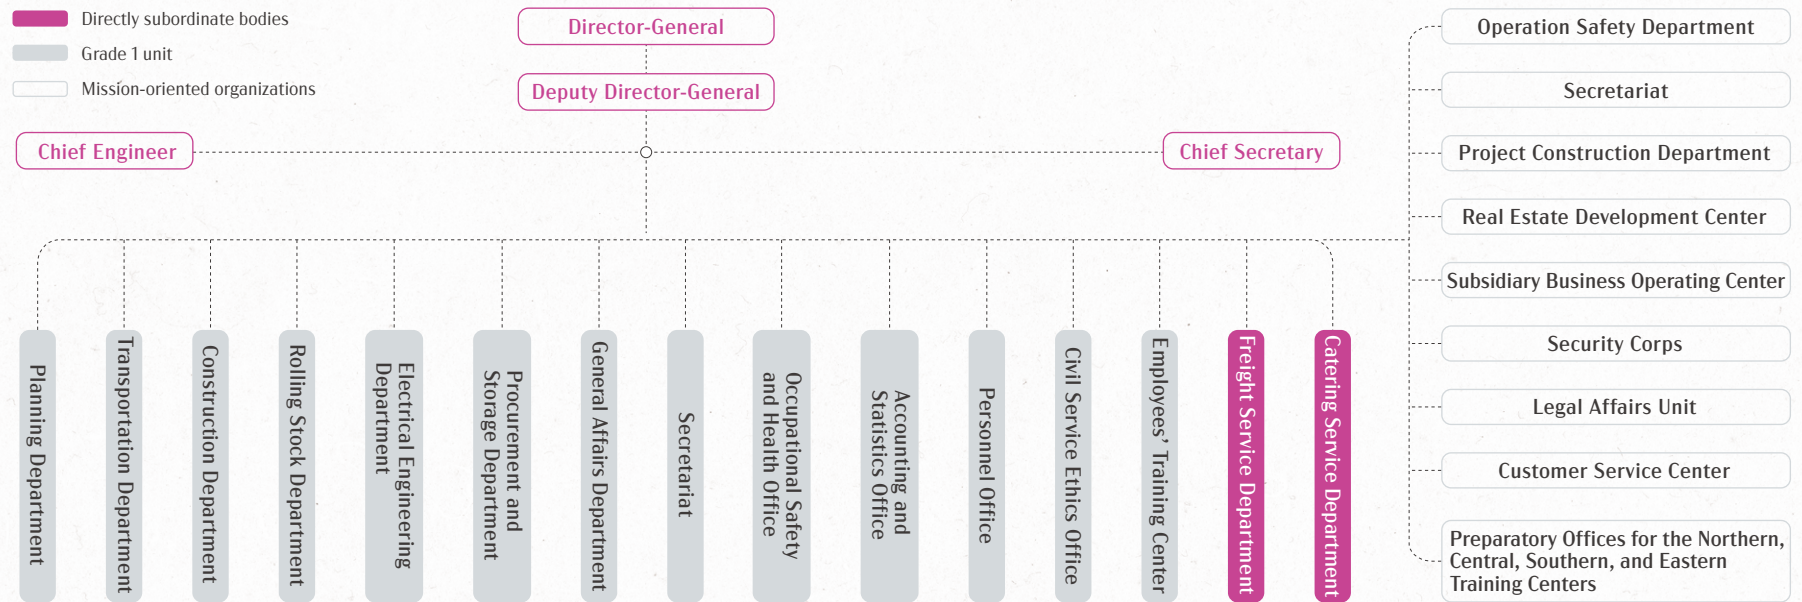 Directly subordinate bodies
Grade 1 unit
Mission-oriented organizations
Director-General
Deputy Director-General
Chief Engineer
Chief Secretary
Planning Department
Transportation Department
Construction Department
Rolling Stock Department
Electrical Engineering
Department
Procurement and
Storage Department
General Affairs Department
Secretariat
Occupational Safety
and Health Office
Accounting and
Statistics Office
Personnel Office
Civil Service Ethics Office
Employees' Training Center
Freight Service Department
Catering Service Department
Operation Safety Department
Secretariat
Project Construction Department
Real Estate Development Center
Subsidiary Business Operating Center
Security Corps
Legal Affairs Unit
Customer Service Center
Preparatory Offices for the Northern,
Central, Southern, and Eastern
Training Centers